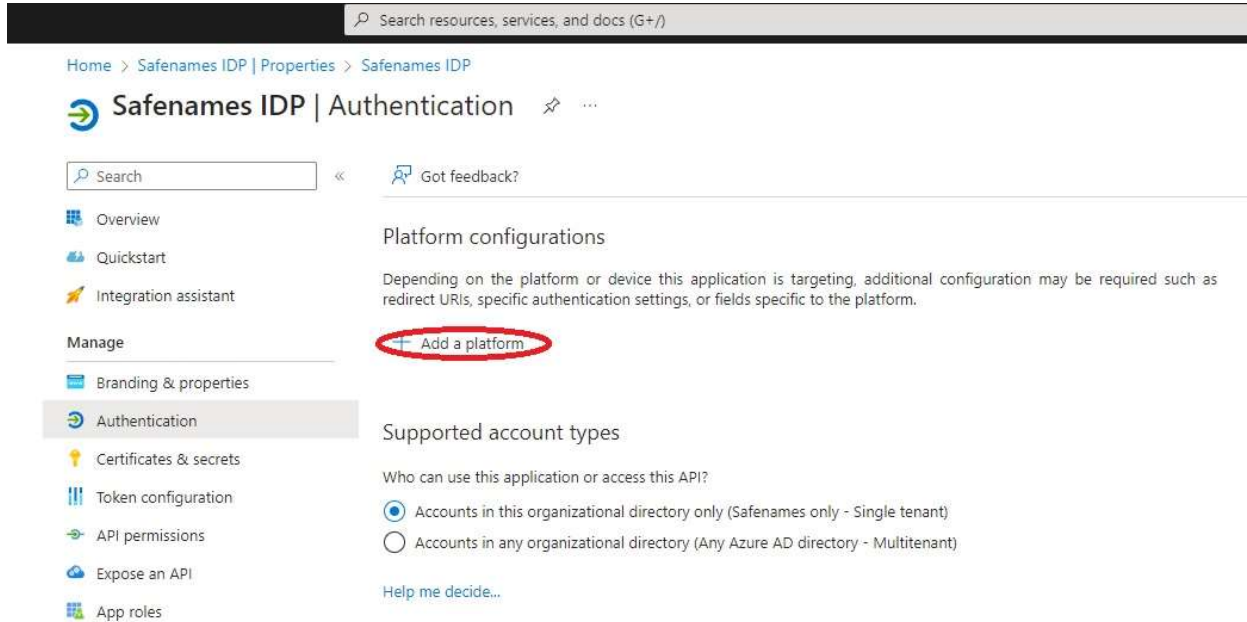 Search resources, services, and docs (G+/)
Home > Safenames IDP | Properties > Safenames IDP
Safenames IDP | Authentication ...
Search «
Overview
Quickstart
Integration assistant
Manage
Branding & properties
Authentication
Certificates & secrets
Token configuration
API permissions
Expose an API
App roles
Got feedback?
Platform configurations
Depending on the platform or device this application is targeting, additional configuration may be required such as
redirect URIs, specific authentication settings, or fields specific to the platform.
+ Add a platform
Supported account types
Who can use this application or access this API?
Accounts in this organizational directory only (Safenames only - Single tenant)
Accounts in any organizational directory (Any Azure AD directory - Multitenant)
Help me decide...